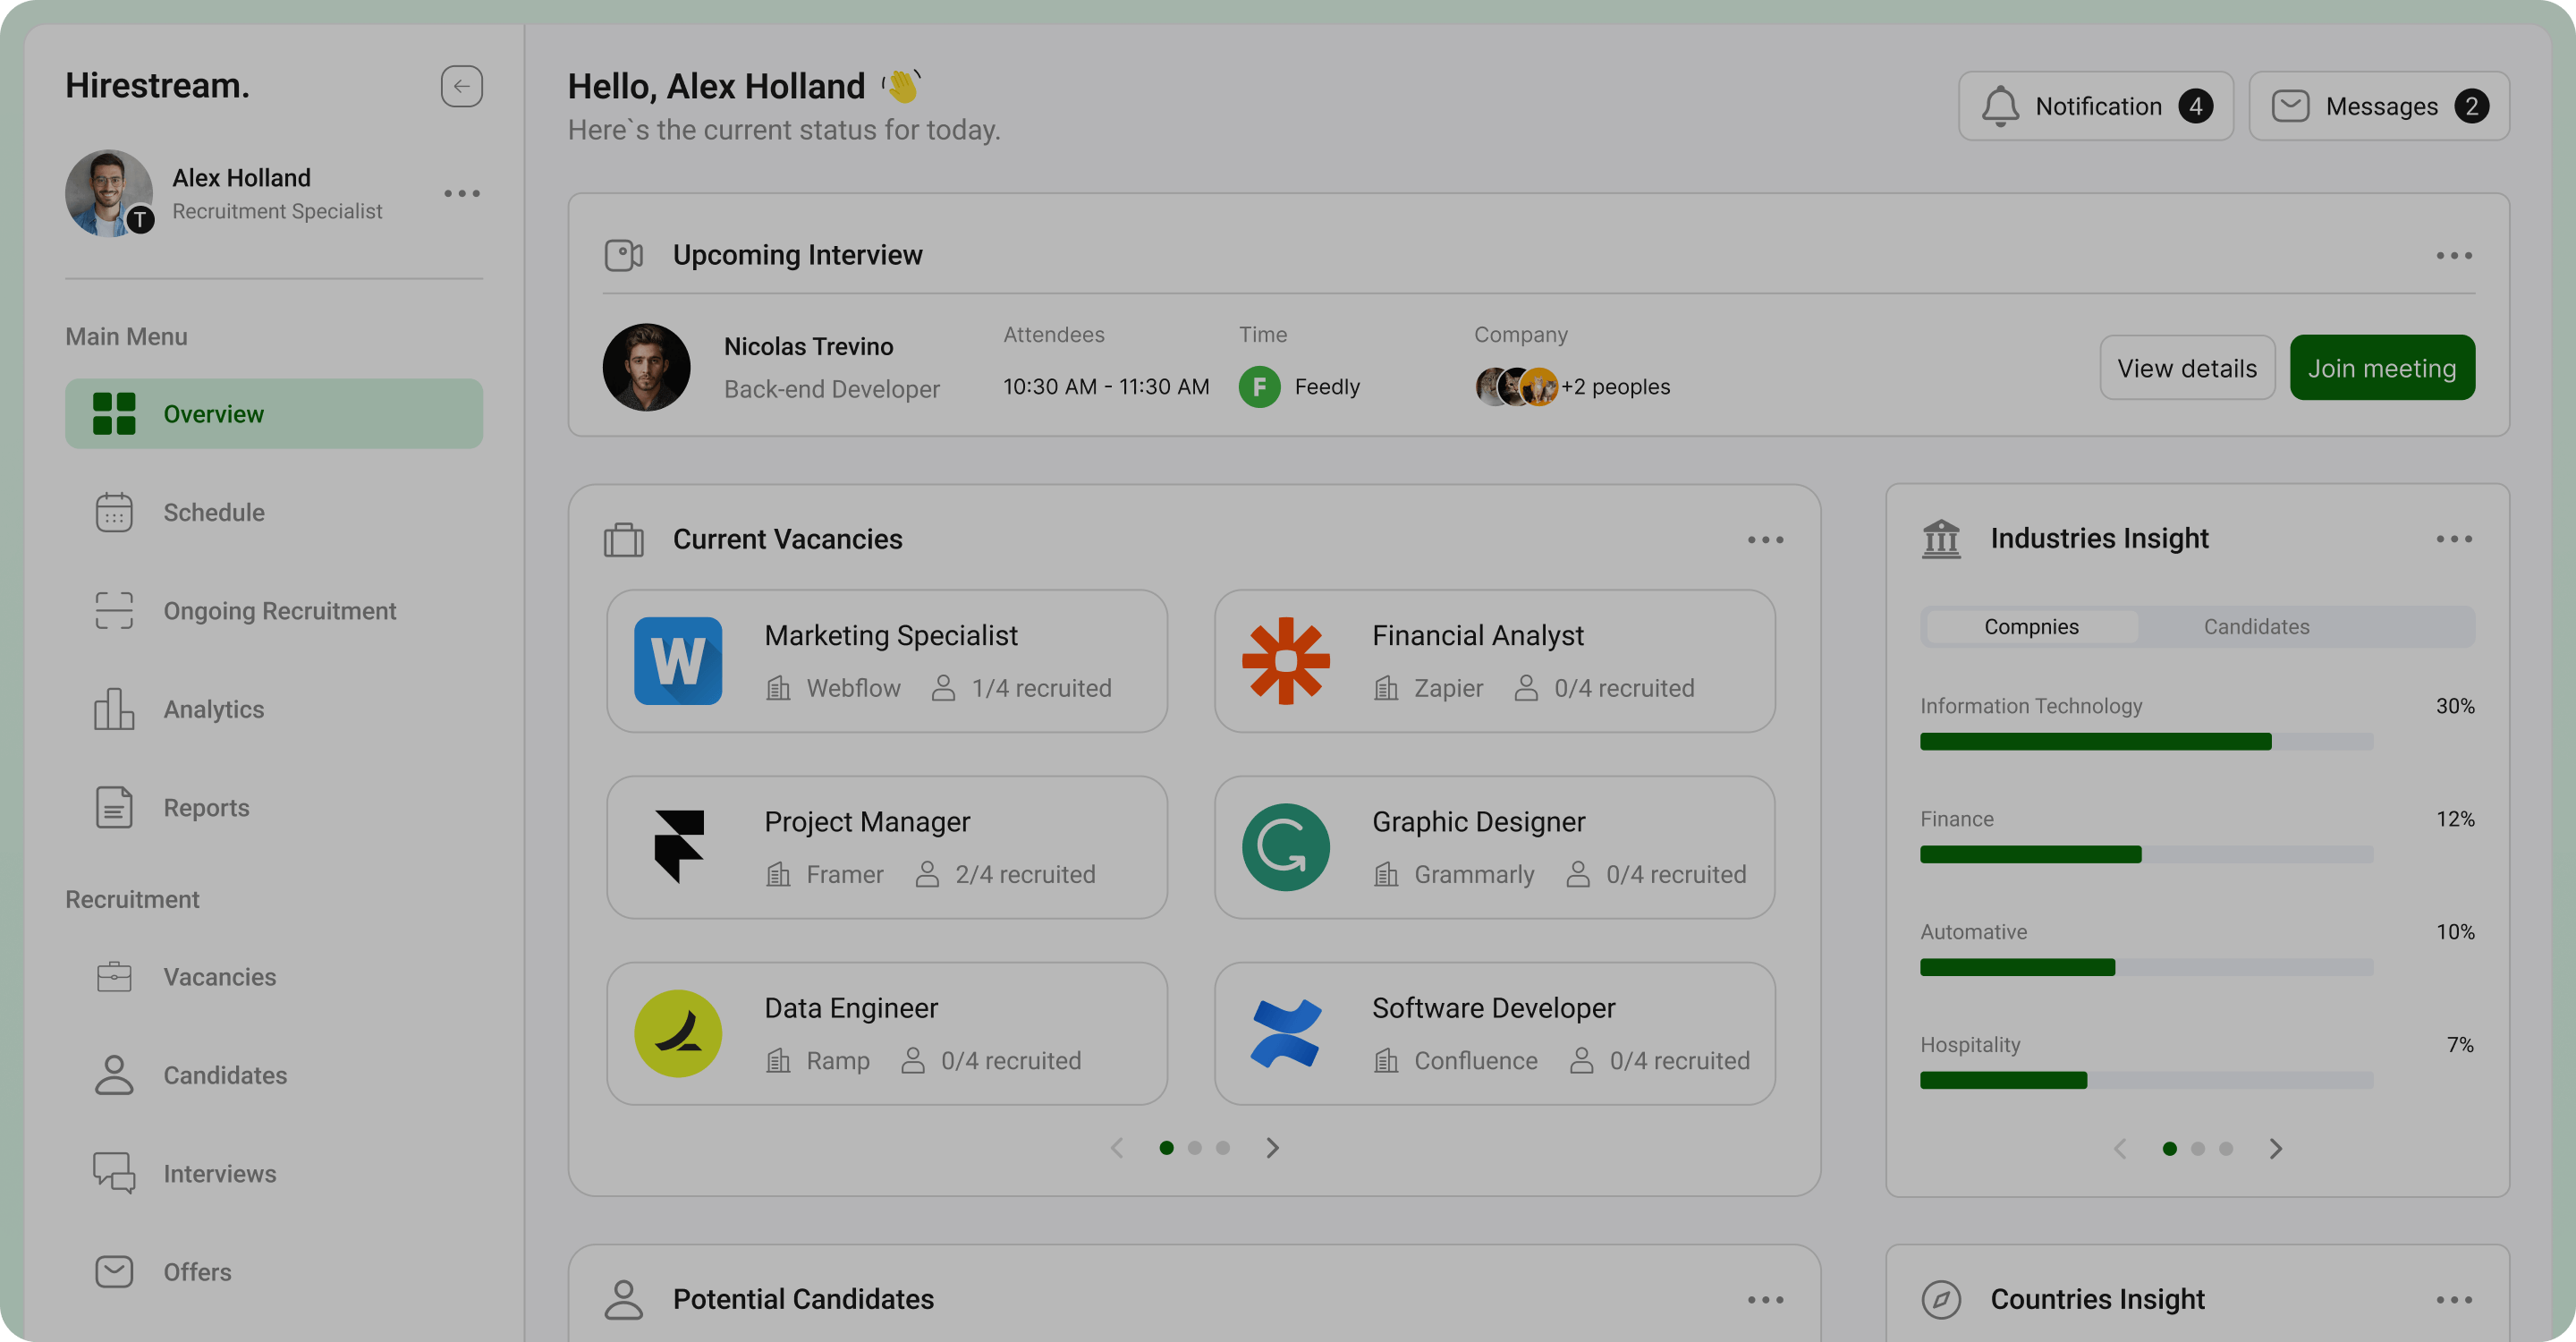 Hirestream.
Alex Holland
T
Recruitment Specialist
Main Menu
Overview
Schedule
Ongoing Recruitment
Analytics
Reports
Recruitment
Vacancies
Candidates
Interviews
Offers
Hello, Alex Holland
Here`s the current status for today.
Notification 4
Messages 2
Upcoming Interview
Nicolas Trevino
Back-end Developer
Attendees
10:30 AM - 11:30 AM
Time
F Feedly
Company
+2 peoples
View details
Join meeting
Current Vacancies
W
Marketing Specialist
Webflow 1/4 recruited
Financial Analyst
Zapier 0/4 recruited
Project Manager
Framer 2/4 recruited
Graphic Designer
Grammarly 0/4 recruited
Data Engineer
Ramp 0/4 recruited
Software Developer
Confluence 0/4 recruited
Industries Insight
Compnies Candidates
Information Technology 30%
Finance 12%
Automative 10%
Hospitality 7%
Potential Candidates
Countries Insight